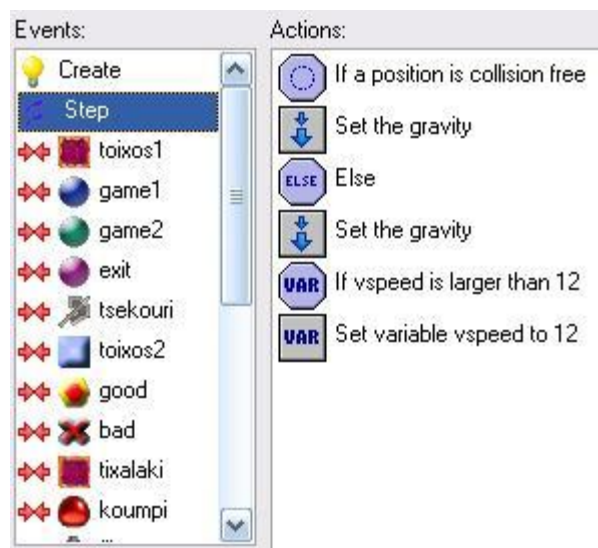 Events:
Create
Step
toixos1
game1
game2
exit
tsekouri
toixos2
good
bad
tixalaki
koumpi
Actions:
If a position is collision free
Set the gravity
ELSE Else
Set the gravity
VAR If vspeed is larger than 12
VAR Set variable vspeed to 12